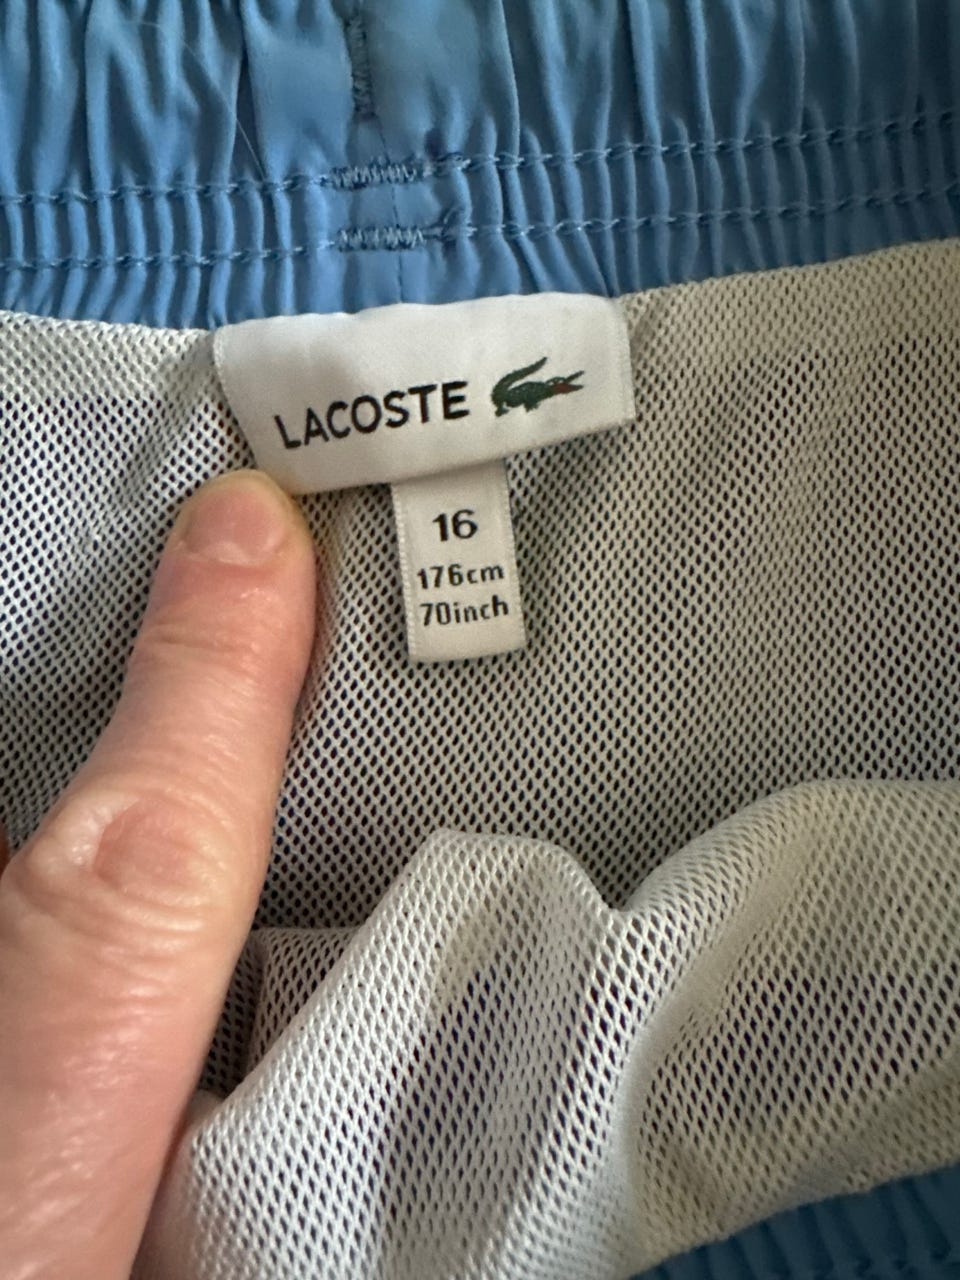 LACOSTE
16
176cm
70inch